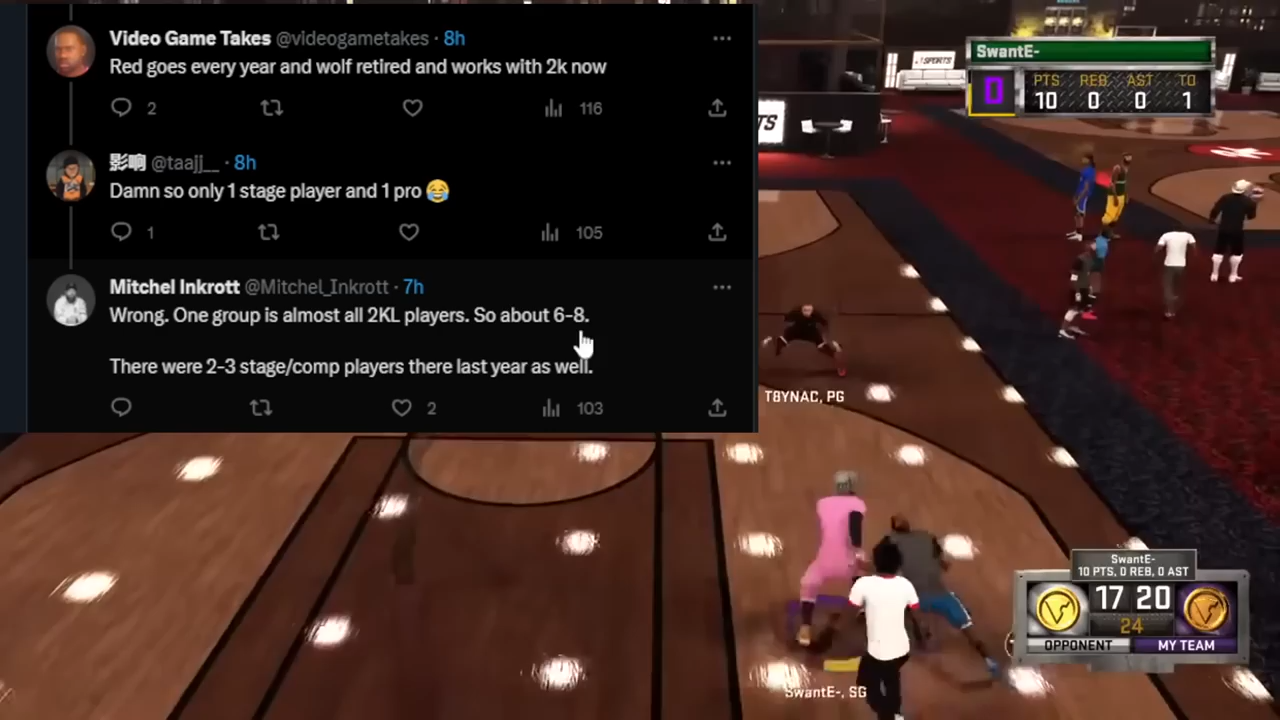 Video Game Takes @videogametakes · 8h
Red goes every year and wolf retired and works with 2k now
2 116
影响 @taajj__ · 8h
Damn so only 1 stage player and 1 pro 😂
1 105
Mitchel Inkrott @Mitchel_Inkrott · 7h
Wrong. One group is almost all 2KL players. So about 6-8.
There were 2-3 stage/comp players there last year as well.
2 103
SwantE-
PTS REB AST TO
0 10 0 0 1
SPORTS
TS
T8YNAC, PG
SwantE-, SG
SwantE-
10 PTS, 0 REB, 0 AST
17 20
24
OPPONENT MY TEAM